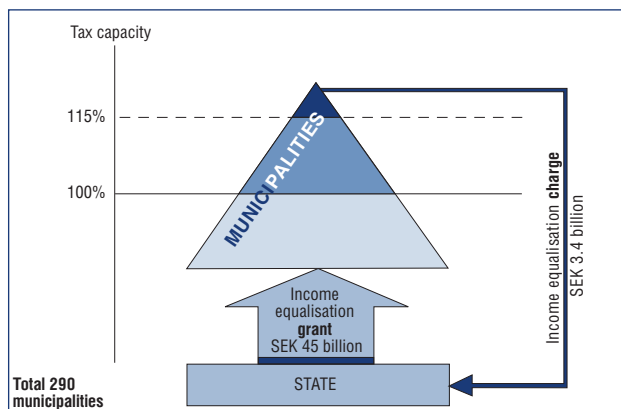 Tax capacity
115%
100%
MUNICIPALITIES
Income
equalisation
grant
SEK 45 billion
Income equalisation charge
SEK 3.4 billion
STATE
Total 290
municipalities